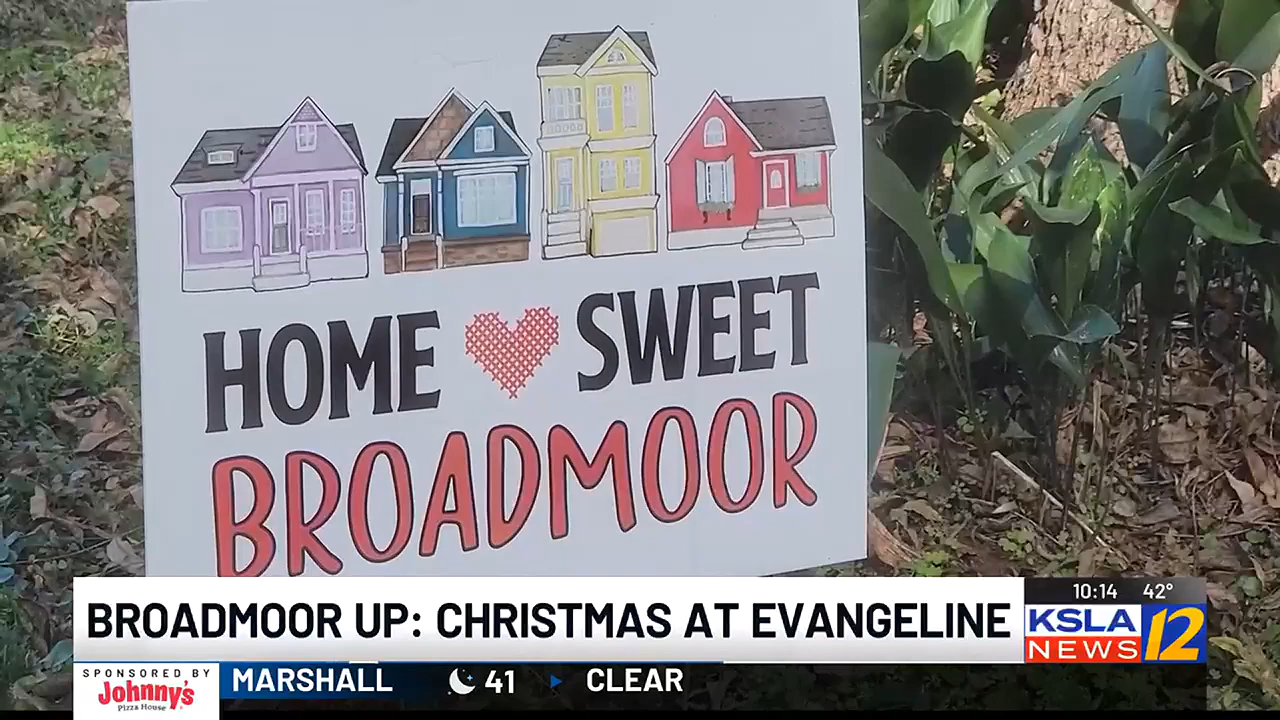 HOME SWEET
BROADMOOR
BROADMOOR UP: CHRISTMAS AT EVANGELINE
10:14 42°
KSLA
NEWS 12
SPONSORED BY
Johnny's
Pizza House
MARSHALL 41 CLEAR